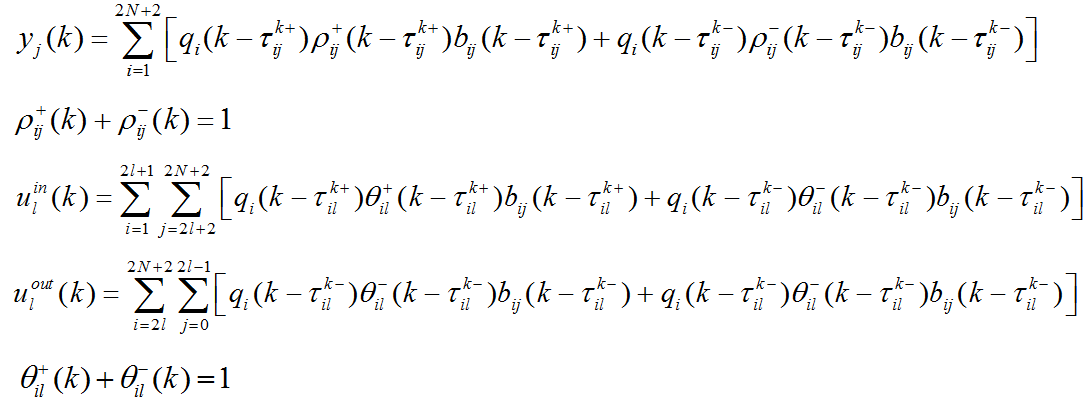 $y_j(k) = \sum_{i=1}^{2N+2} \left[ q_i(k - \tau_{ij}^{k+}) \rho_{ij}^{+}(k - \tau_{ij}^{k+}) b_{ij}(k - \tau_{ij}^{k+}) + q_i(k - \tau_{ij}^{k-}) \rho_{ij}^{-}(k - \tau_{ij}^{k-}) b_{ij}(k - \tau_{ij}^{k-}) \right]$
$\rho_{ij}^{+}(k) + \rho_{ij}^{-}(k) = 1$
$u_l^{in}(k) = \sum_{i=1}^{2l+1} \sum_{j=2l+2}^{2N+2} \left[ q_i(k - \tau_{il}^{k+}) \theta_{il}^{+}(k - \tau_{il}^{k+}) b_{ij}(k - \tau_{il}^{k+}) + q_i(k - \tau_{il}^{k-}) \theta_{il}^{-}(k - \tau_{il}^{k-}) b_{ij}(k - \tau_{il}^{k-}) \right]$
$u_l^{out}(k) = \sum_{i=2l}^{2N+2} \sum_{j=0}^{2l-1} \left[ q_i(k - \tau_{il}^{k-}) \theta_{il}^{-}(k - \tau_{il}^{k-}) b_{ij}(k - \tau_{il}^{k-}) + q_i(k - \tau_{il}^{k-}) \theta_{il}^{-}(k - \tau_{il}^{k-}) b_{ij}(k - \tau_{il}^{k-}) \right]$
$\theta_{il}^{+}(k) + \theta_{il}^{-}(k) = 1$